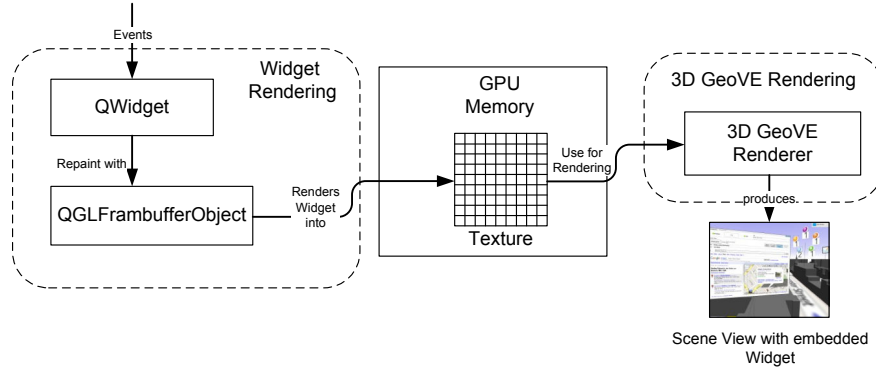 Events
Widget
Rendering
QWidget
Repaint with
QGLFrambufferObject
Renders
Widget
into
GPU
Memory
Texture
Use for
Rendering
3D GeoVE Rendering
3D GeoVE
Renderer
produces
Scene View with embedded
Widget